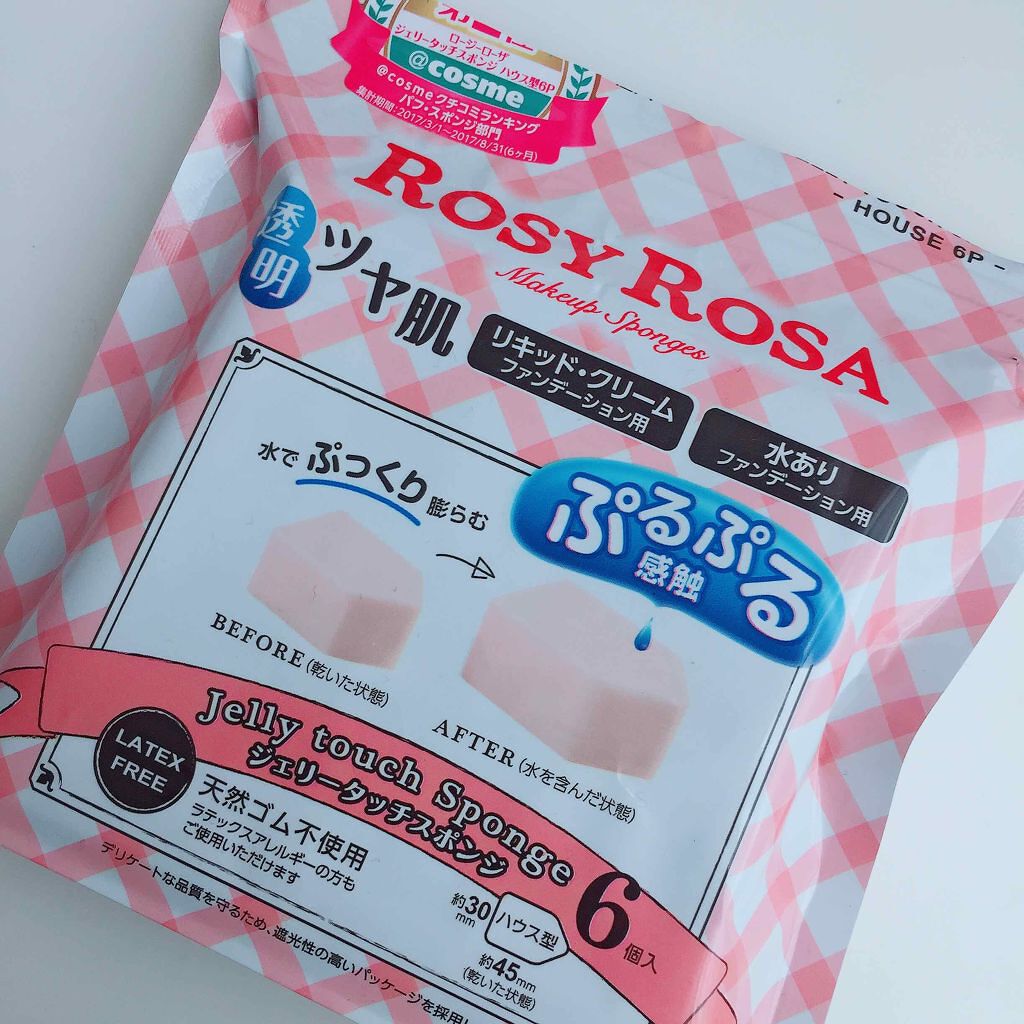 ロージーローザ
ジェリータッチスポンジ ハウス型6P
@cosme
@cosmeクチコミランキング
パフ・スポンジ部門
集計期間:2017/3/1~2017/8/31(6ヶ月)
ROSY ROSA
Makeup Sponges
- HOUSE 6P -
透明
ツヤ肌
リキッド・クリーム
ファンデーション用
水あり
ファンデーション用
水で ぷっくり 膨らむ
ぷるぷる
感触
BEFORE (乾いた状態)
AFTER (水を含んだ状態)
Jelly touch Sponge
ジェリータッチスポンジ
6個入
LATEX
FREE
天然ゴム不使用
ラテックスアレルギーの方も
ご使用いただけます
約30mm
ハウス型
約45mm
(乾いた状態)
デリケートな品質を守るため、遮光性の高いパッケージを採用し